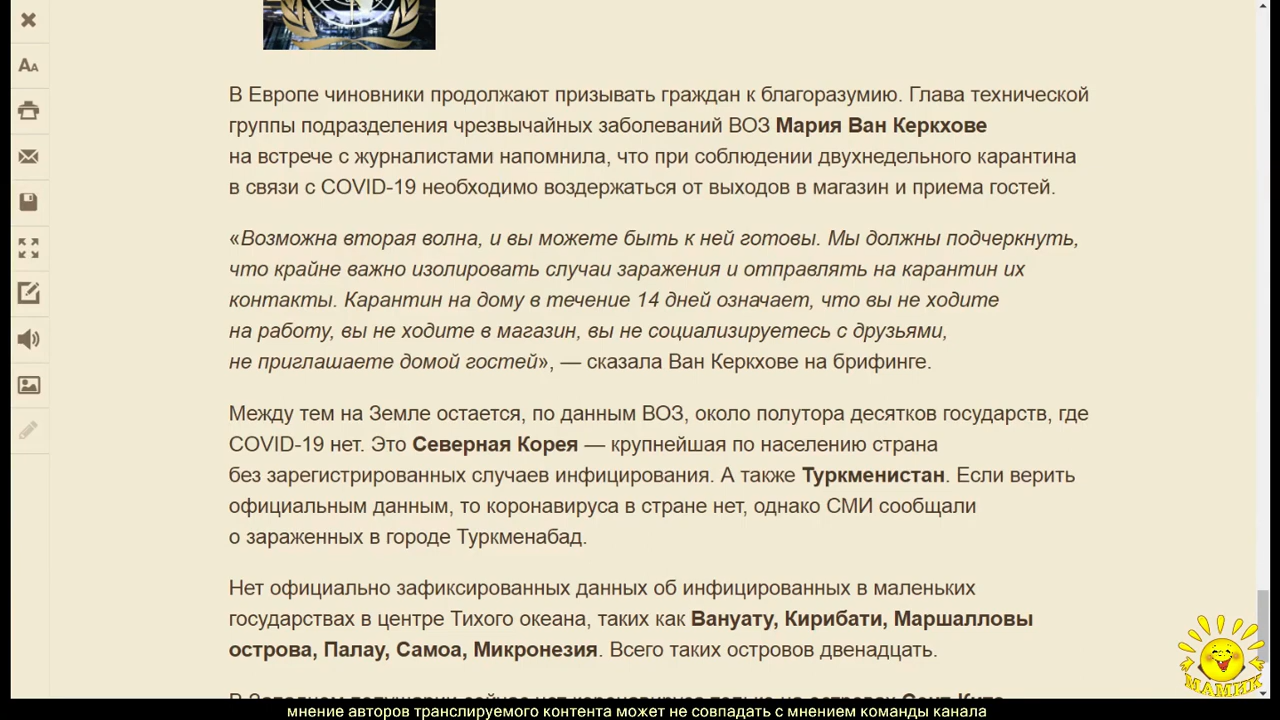 В Европе чиновники продолжают призывать граждан к благоразумию. Глава технической
группы подразделения чрезвычайных заболеваний ВОЗ Мария Ван Керкхове
на встрече с журналистами напомнила, что при соблюдении двухнедельного карантина
в связи с COVID-19 необходимо воздержаться от выходов в магазин и приема гостей.
«Возможна вторая волна, и вы можете быть к ней готовы. Мы должны подчеркнуть,
что крайне важно изолировать случаи заражения и отправлять на карантин их
контакты. Карантин на дому в течение 14 дней означает, что вы не ходите
на работу, вы не ходите в магазин, вы не социализируетесь с друзьями,
не приглашаете домой гостей», — сказала Ван Керкхове на брифинге.
Между тем на Земле остается, по данным ВОЗ, около полутора десятков государств, где
COVID-19 нет. Это Северная Корея — крупнейшая по населению страна
без зарегистрированных случаев инфицирования. А также Туркменистан. Если верить
официальным данным, то коронавируса в стране нет, однако СМИ сообщали
о зараженных в городе Туркменабад.
Нет официально зафиксированных данных об инфицированных в маленьких
государствах в центре Тихого океана, таких как Вануату, Кирибати, Маршалловы
острова, Палау, Самоа, Микронезия. Всего таких островов двенадцать.
МАМИК
мнение авторов транслируемого контента может не совпадать с мнением команды канала